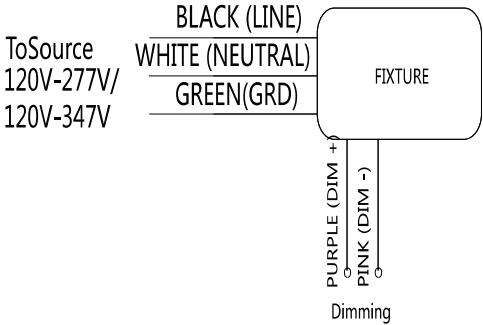 BLACK (LINE)
ToSource
WHITE (NEUTRAL)
120V-277V/
GREEN(GRD)
120V-347V
FIXTURE
PURPLE (DIM +)
PINK (DIM -)
Dimming